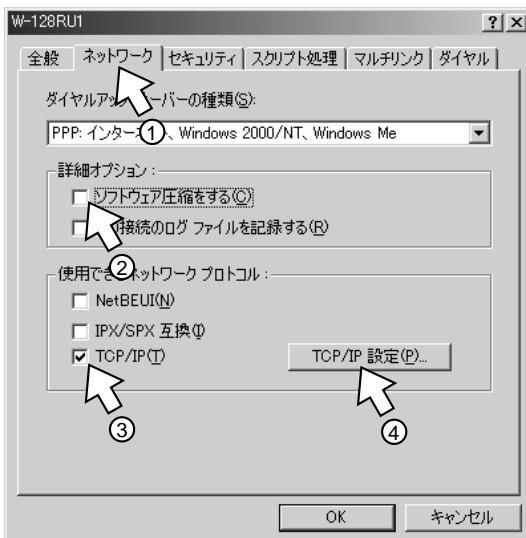 W-128RU1
? ×
全般 ネットワーク セキュリティ スクリプト処理 マルチリンク ダイヤル
ダイヤルアッ ーバーの種類(S):
①
PPP: インターネ 、Windows 2000/NT、Windows Me
詳細オプション :
ソフトウェア圧縮をする(C)
接続のログ ファイルを記録する(R)
②
使用でき ネットワーク プロトコル :
NetBEUI(N)
IPX/SPX 互換(I)
TCP/IP(T) TCP/IP 設定(P)...
③ ④
OK キャンセル